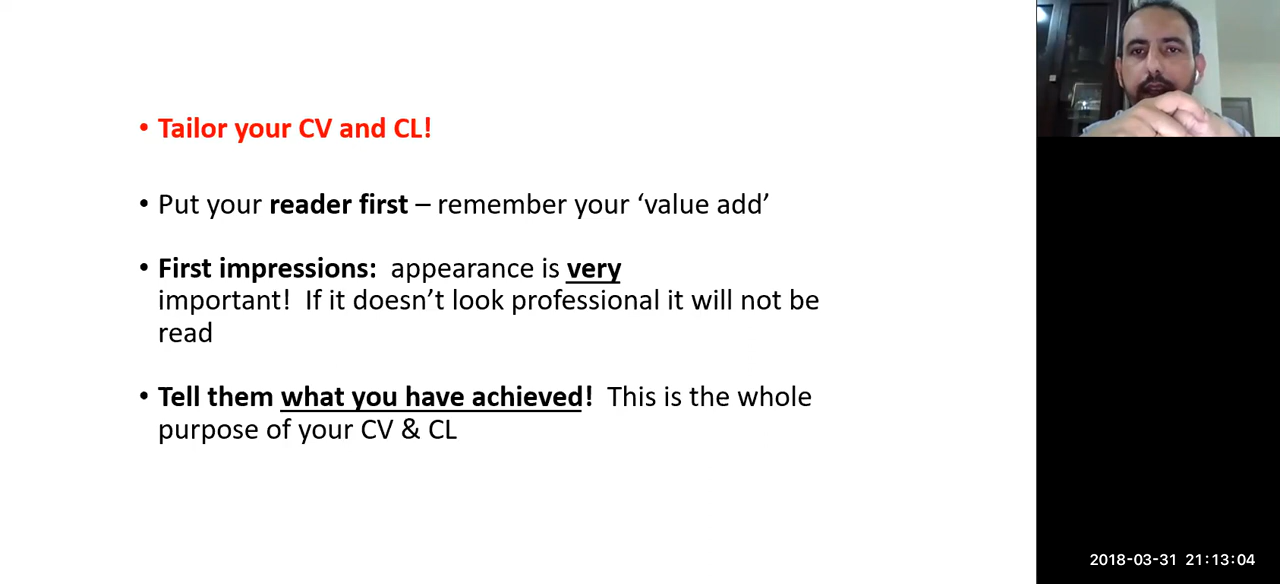 • Tailor your CV and CL!
• Put your reader first – remember your ‘value add’
• First impressions:  appearance is very
important!  If it doesn’t look professional it will not be
read
• Tell them what you have achieved!  This is the whole
purpose of your CV & CL
2018-03-31 21:13:04